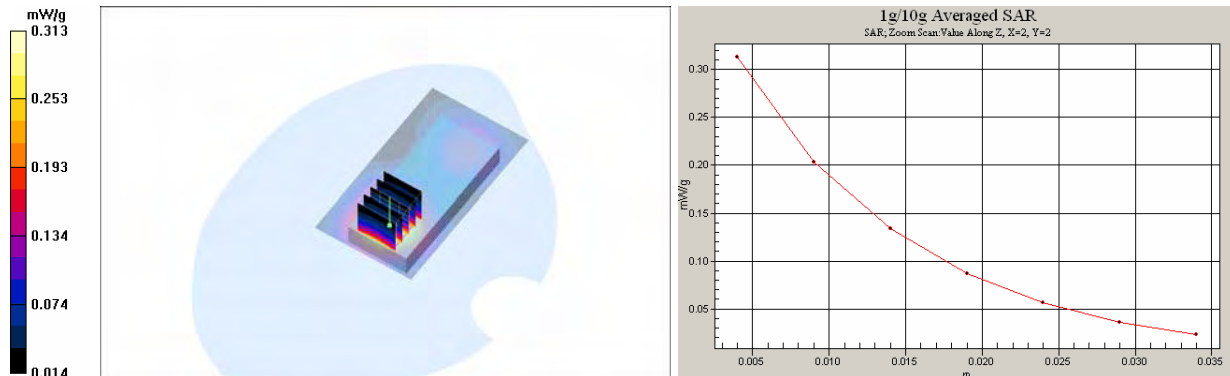 mW/g
0.313
0.253
0.193
0.134
0.074
0.014
1g/10g Averaged SAR
SAR; Zoom Scan:Value Along Z, X=2, Y=2
0.30
0.25
0.20
0.15
0.10
0.05
mW/g
0.005 0.010 0.015 0.020 0.025 0.030 0.035
m